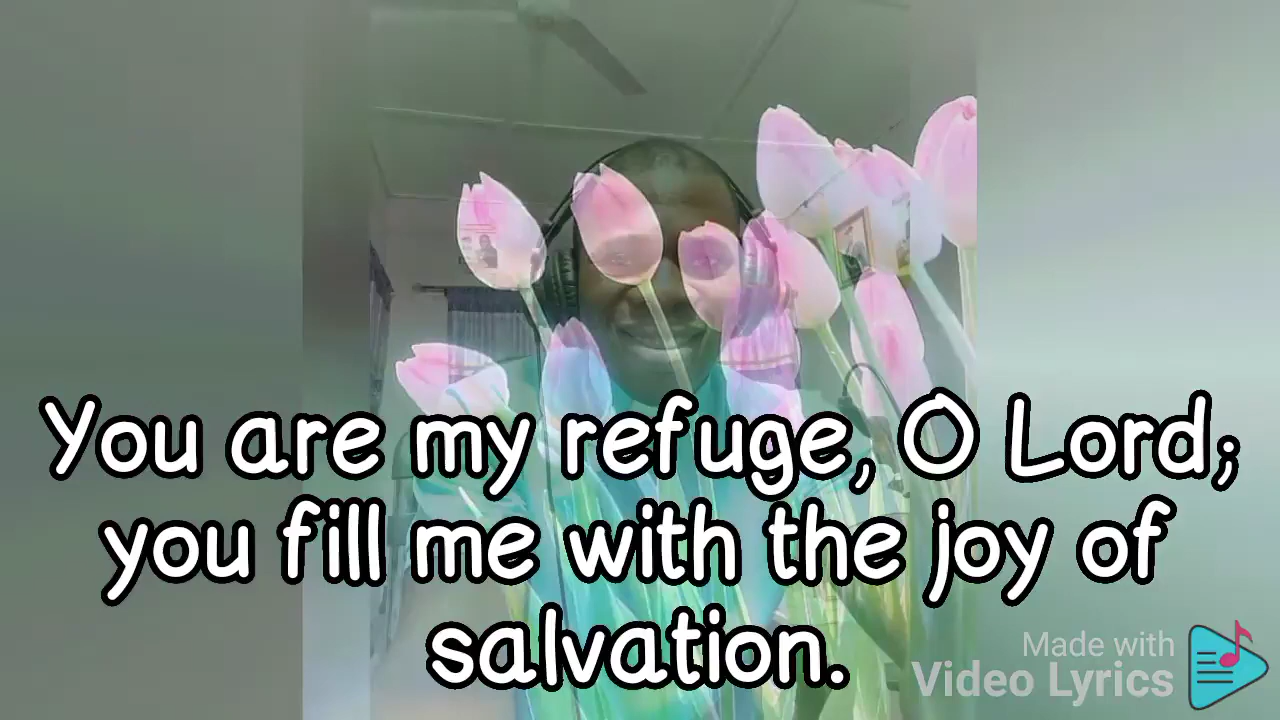 You are my refuge, O Lord;
you fill me with the joy of
salvation.
Made with
Video Lyrics